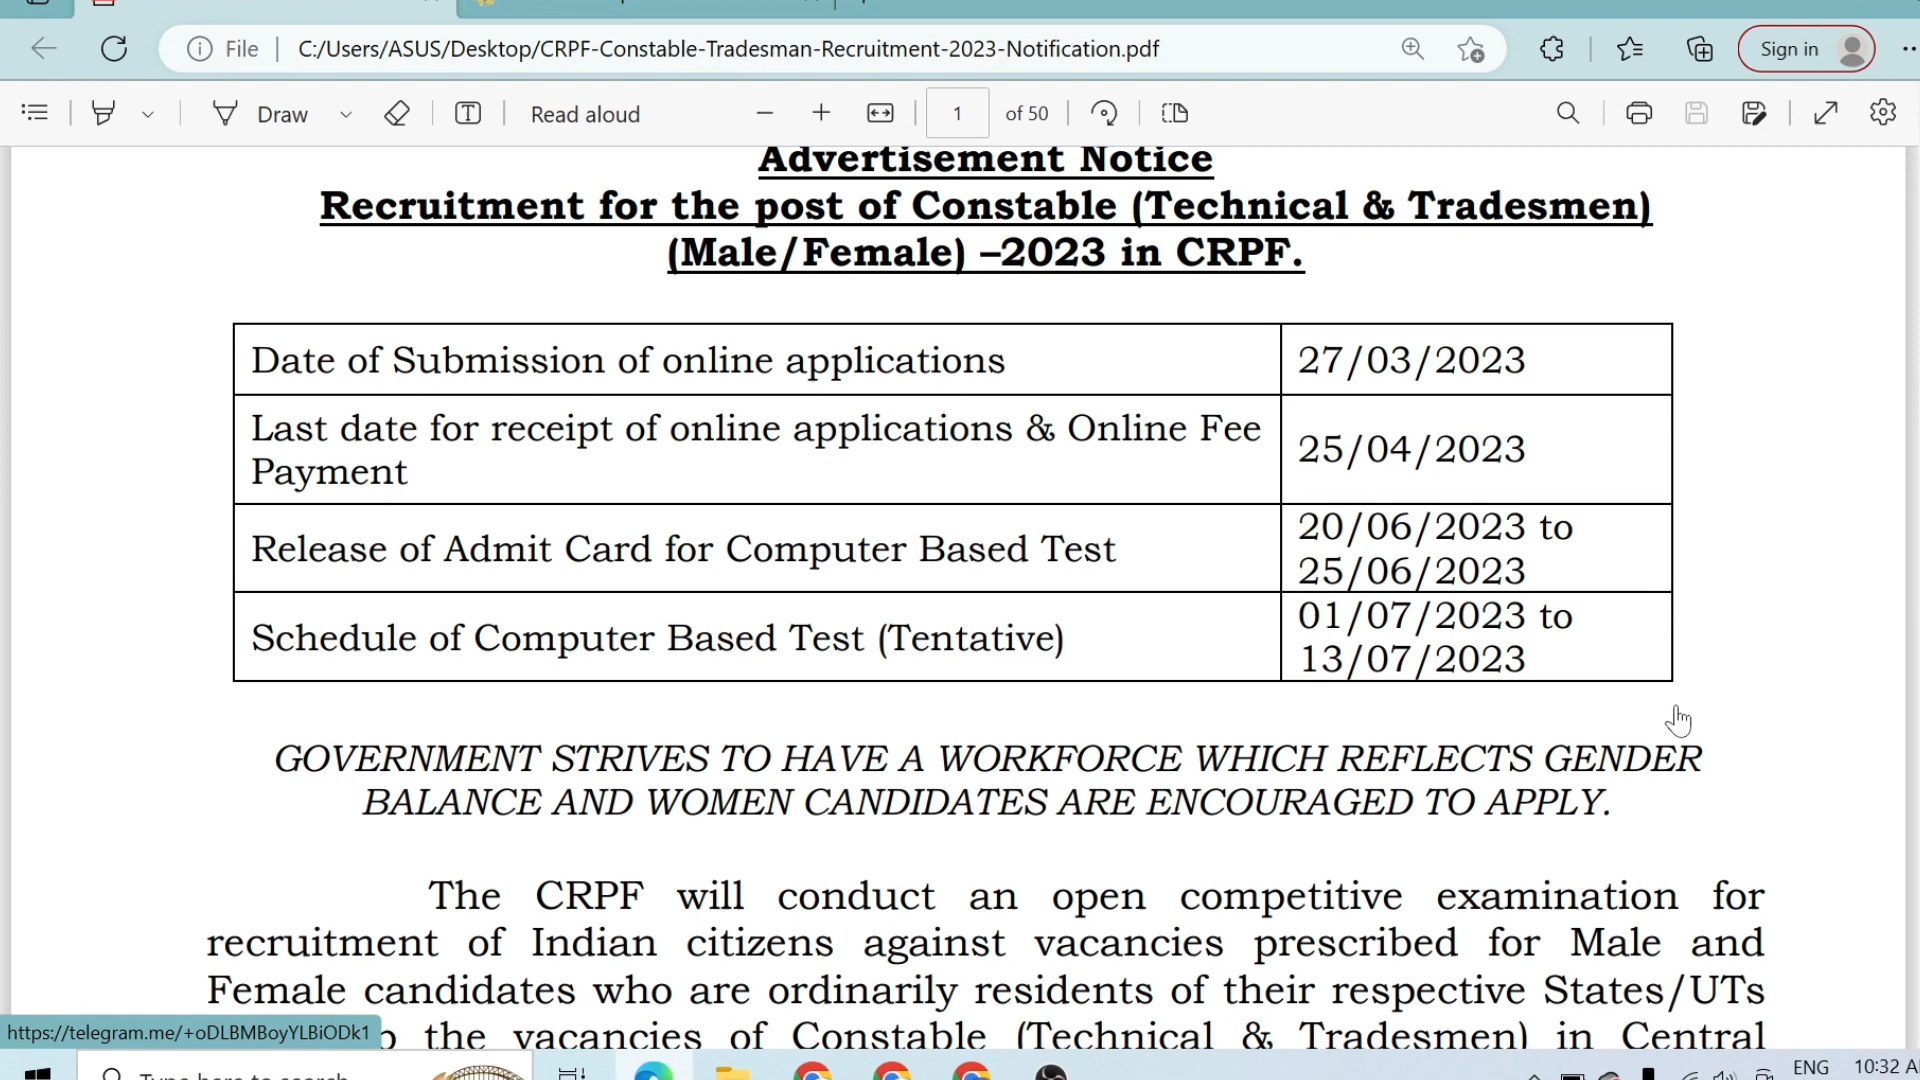 File
C:/Users/ASUS/Desktop/CRPF-Constable-Tradesman-Recruitment-2023-Notification.pdf
Sign in
Draw
Read aloud
1
of 50
Advertisement Notice
Recruitment for the post of Constable (Technical & Tradesmen)
(Male/Female) –2023 in CRPF.
Date of Submission of online applications
27/03/2023
Last date for receipt of online applications & Online Fee
Payment
25/04/2023
Release of Admit Card for Computer Based Test
20/06/2023 to
25/06/2023
Schedule of Computer Based Test (Tentative)
01/07/2023 to
13/07/2023
GOVERNMENT STRIVES TO HAVE A WORKFORCE WHICH REFLECTS GENDER
BALANCE AND WOMEN CANDIDATES ARE ENCOURAGED TO APPLY.
The CRPF will conduct an open competitive examination for
recruitment of Indian citizens against vacancies prescribed for Male and
Female candidates who are ordinarily residents of their respective States/UTs
the vacancies of Constable (Technical & Tradesmen) in Central
https://telegram.me/+oDLBMBoyYLBiODk1
Type here to search
ENG
10:32 A